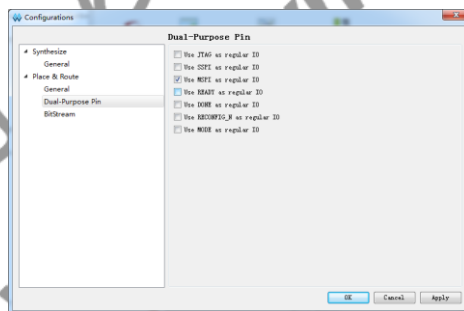 Configurations
Dual-Purpose Pin
Synthesize
General
Place & Route
General
Dual-Purpose Pin
BitStream
Use JTAG as regular IO
Use SSPI as regular IO
Use MSPI as regular IO
Use READY as regular IO
Use DONE as regular IO
Use RECONFIG_N as regular IO
Use MODE as regular IO
OK
Cancel
Apply